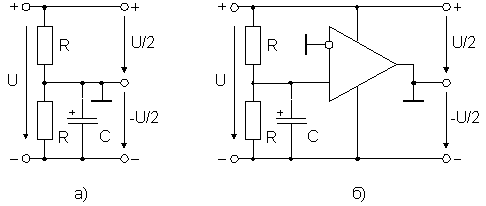 + + + +
R U/2 R U/2
U U
+ +
R C -U/2 R C -U/2
− − − −
а) б)